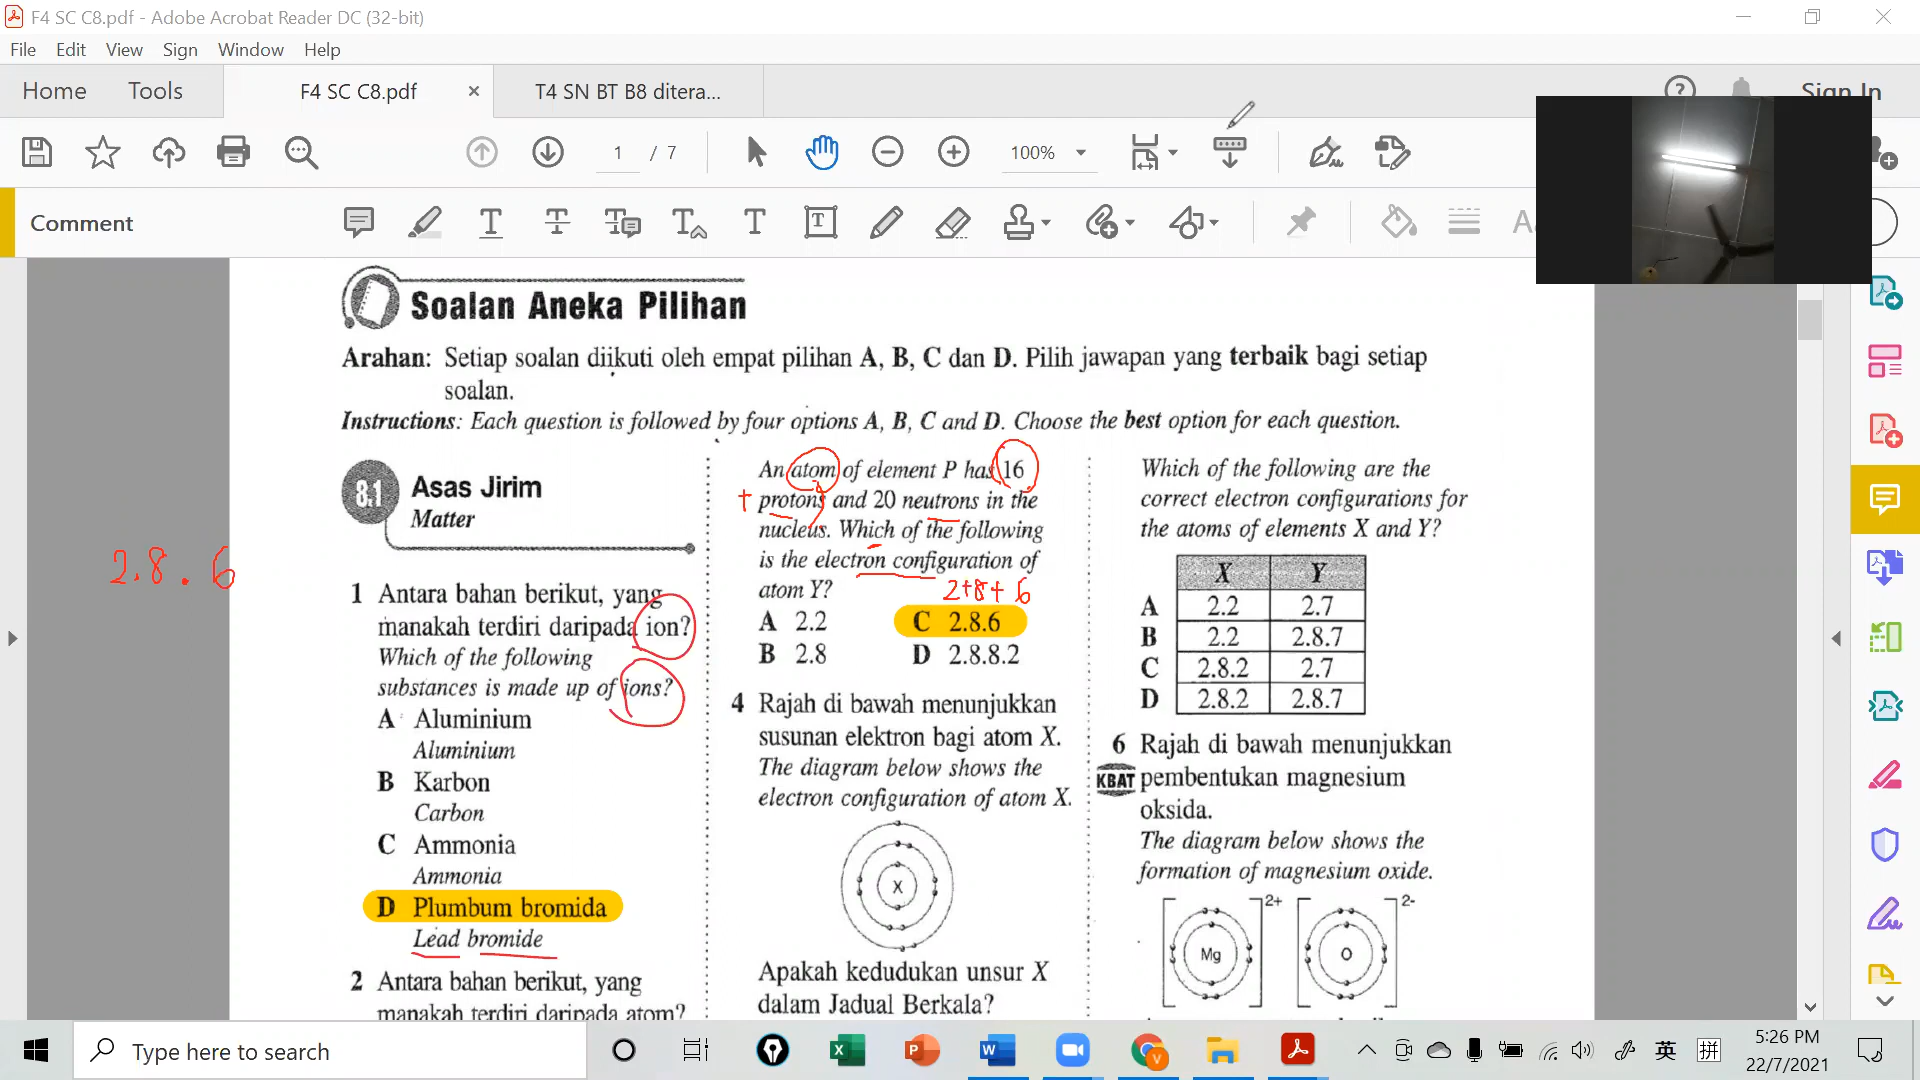 F4 SC C8.pdf - Adobe Acrobat Reader DC (32-bit)
File Edit View Sign Window Help
Home Tools F4 SC C8.pdf × T4 SN BT B8 ditera... Sign In
1 / 7 100%
Comment
Soalan Aneka Pilihan
Arahan: Setiap soalan diikuti oleh empat pilihan A, B, C dan D. Pilih jawapan yang terbaik bagi setiap
soalan.
Instructions: Each question is followed by four options A, B, C and D. Choose the best option for each question.
8.1 Asas Jirim
Matter
2.8.6
1 Antara bahan berikut, yang
manakah terdiri daripada ion?
Which of the following
substances is made up of ions?
A Aluminium
Aluminium
B Karbon
Carbon
C Ammonia
Ammonia
D Plumbum bromida
Lead bromide
2 Antara bahan berikut, yang
manakah terdiri daripada atom?
An atom of element P has 16
+ protons and 20 neutrons in the
nucleus. Which of the following
is the electron configuration of
atom Y?
2+8+6
A 2.2 C 2.8.6
B 2.8 D 2.8.8.2
4 Rajah di bawah menunjukkan
susunan elektron bagi atom X.
The diagram below shows the
electron configuration of atom X.
X
Apakah kedudukan unsur X
dalam Jadual Berkala?
Which of the following are the
correct electron configurations for
the atoms of elements X and Y?
X Y
A 2.2 2.7
B 2.2 2.8.7
C 2.8.2 2.7
D 2.8.2 2.8.7
6 Rajah di bawah menunjukkan
KBAT pembentukan magnesium
oksida.
The diagram below shows the
formation of magnesium oxide.
Mg 2+ O 2-
Type here to search
英 拼
5:26 PM
22/7/2021